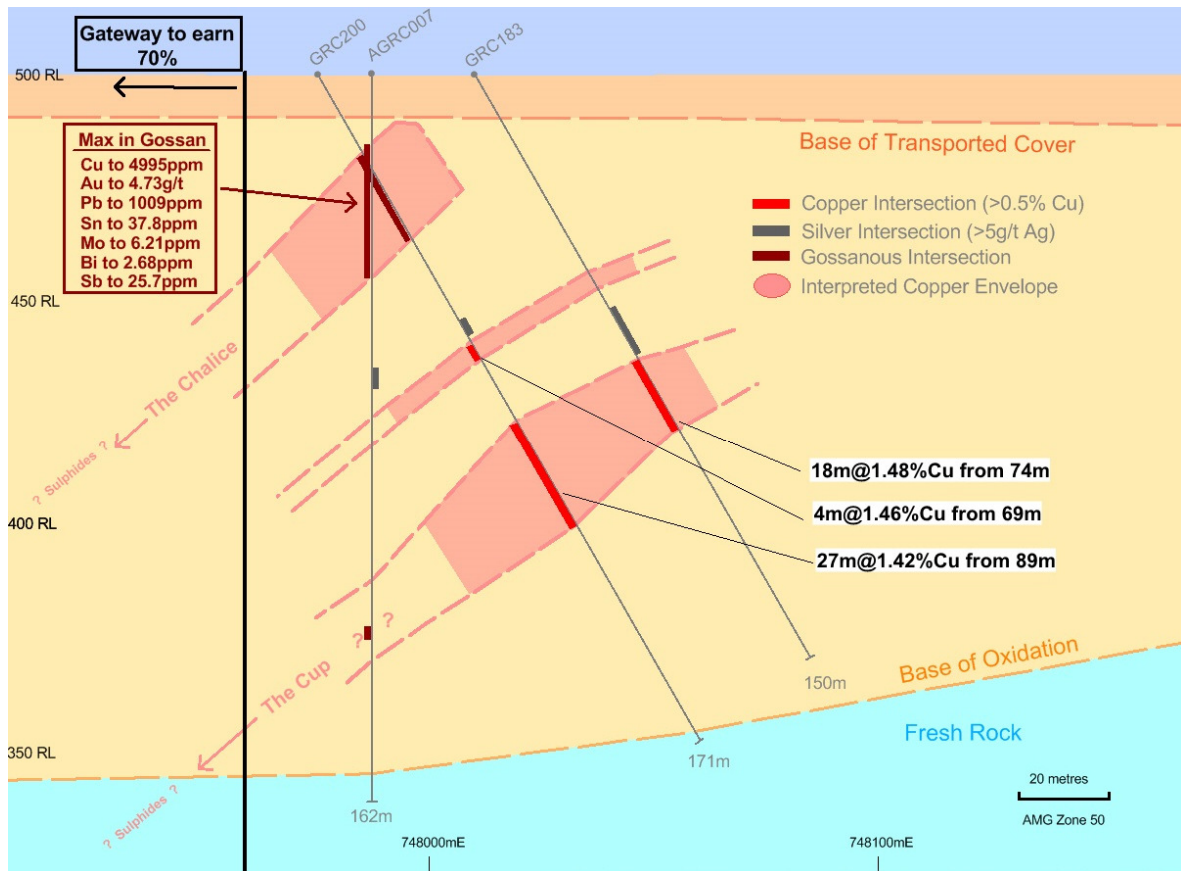 Gateway to earn
70%
GRC200
AGRC007
GRC183
500 RL
Max in Gossan
Cu to 4995ppm
Au to 4.73g/t
Pb to 1009ppm
Sn to 37.8ppm
Mo to 6.21ppm
Bi to 2.68ppm
Sb to 25.7ppm
Base of Transported Cover
Copper Intersection (>0.5% Cu)
Silver Intersection (>5g/t Ag)
Gossanous Intersection
Interpreted Copper Envelope
450 RL
The Chalice
? Sulphides ?
18m@1.48%Cu from 74m
4m@1.46%Cu from 69m
27m@1.42%Cu from 89m
400 RL
? ?
The Cup
? Sulphides ?
150m
Base of Oxidation
Fresh Rock
350 RL
171m
162m
20 metres
AMG Zone 50
748000mE
748100mE